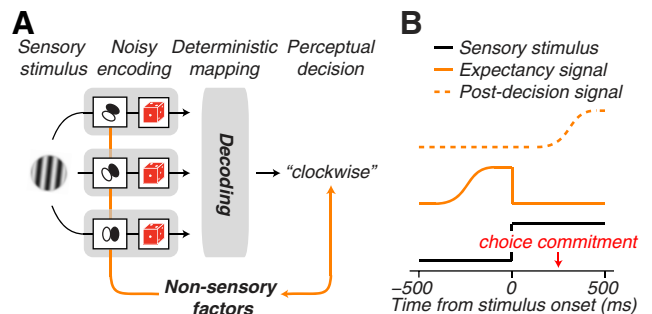 A
Sensory stimulus
Noisy encoding
Deterministic mapping
Perceptual decision
Decoding
"clockwise"
Non-sensory factors
B
Sensory stimulus
Expectancy signal
Post-decision signal
choice commitment
−500
0
500
Time from stimulus onset (ms)